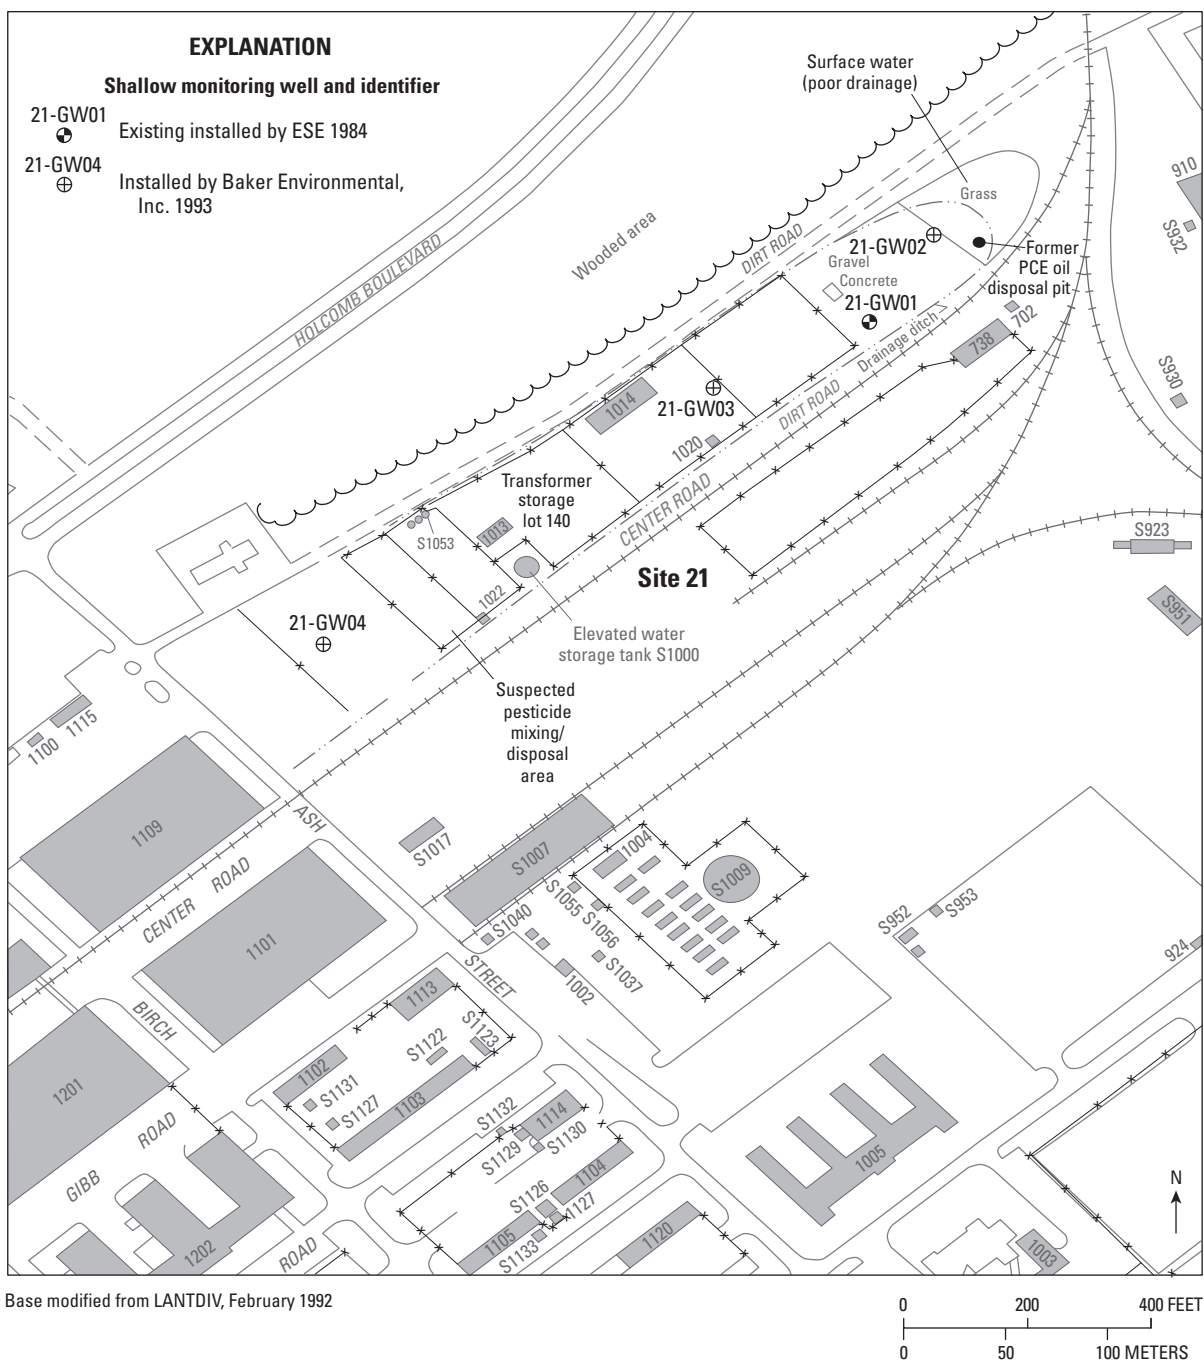 EXPLANATION
Shallow monitoring well and identifier
21-GW01
Existing installed by ESE 1984
21-GW04
Installed by Baker Environmental,
Inc. 1993
Surface water
(poor drainage)
HOLCOMB BOULEVARD
Wooded area
DIRT ROAD
Grass
910
S932
21-GW02
Former
PCE oil
disposal pit
Gravel
Concrete
21-GW01
Drainage ditch
702
738
S930
1014
21-GW03
DIRT ROAD
1020
CENTER ROAD
Transformer
storage
lot 140
1013
S1053
S923
Site 21
1022
S951
21-GW04
Elevated water
storage tank S1000
Suspected
pesticide
mixing/
disposal
area
1115
1100
1109
ASH
S1017
S1007
1004
S1009
CENTER ROAD
1101
S1055
S1056
S1040
S1037
1002
S952
S953
924
STREET
BIRCH
1113
S1123
S1122
1102
S1131
S1127
1103
1201
ROAD
GIBB
S1132
1114
S1129
S1130
1104
1005
S1126
1127
1105
S1133
1120
1202
ROAD
1003
N
Base modified from LANTDIV, February 1992
0 200 400 FEET
0 50 100 METERS